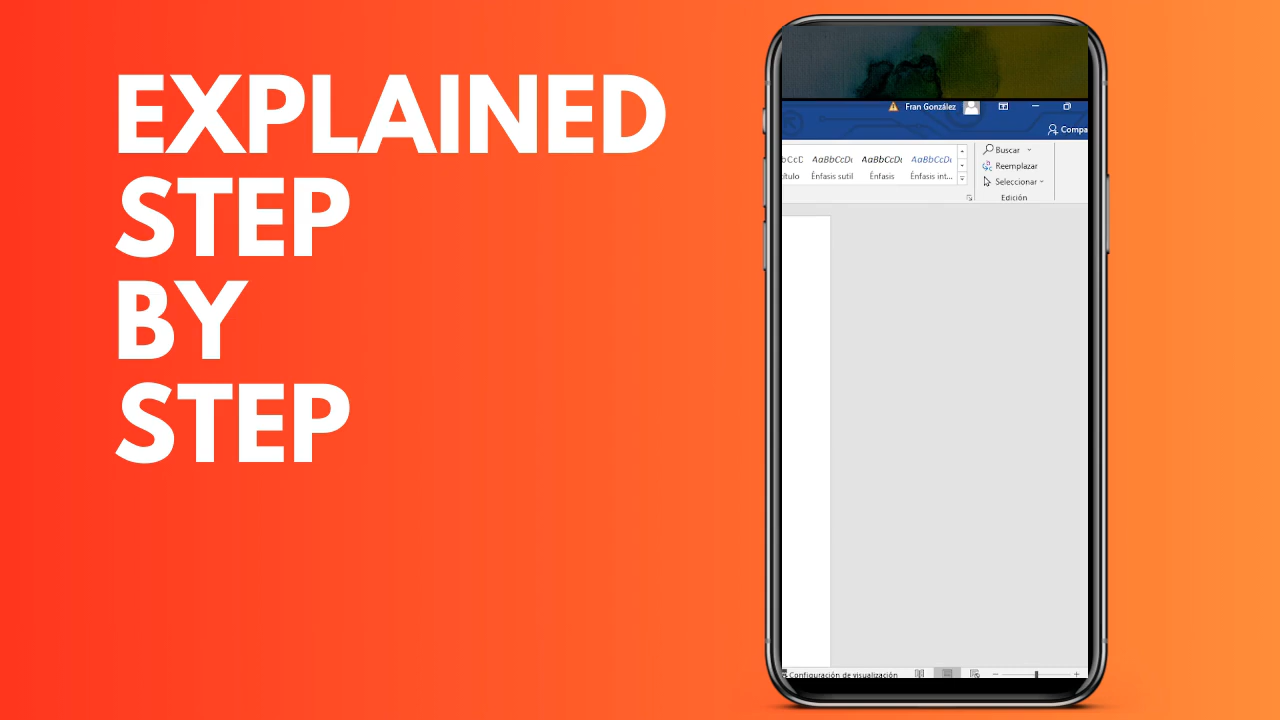 EXPLAINED
STEP
BY
STEP
Fran González
Compa
AaBbCcDı AaBbCcDı AaBbCcDı
Énfasis sutil Énfasis Énfasis int...
Buscar
Reemplazar
Seleccionar
Edición
Configuración de visualización